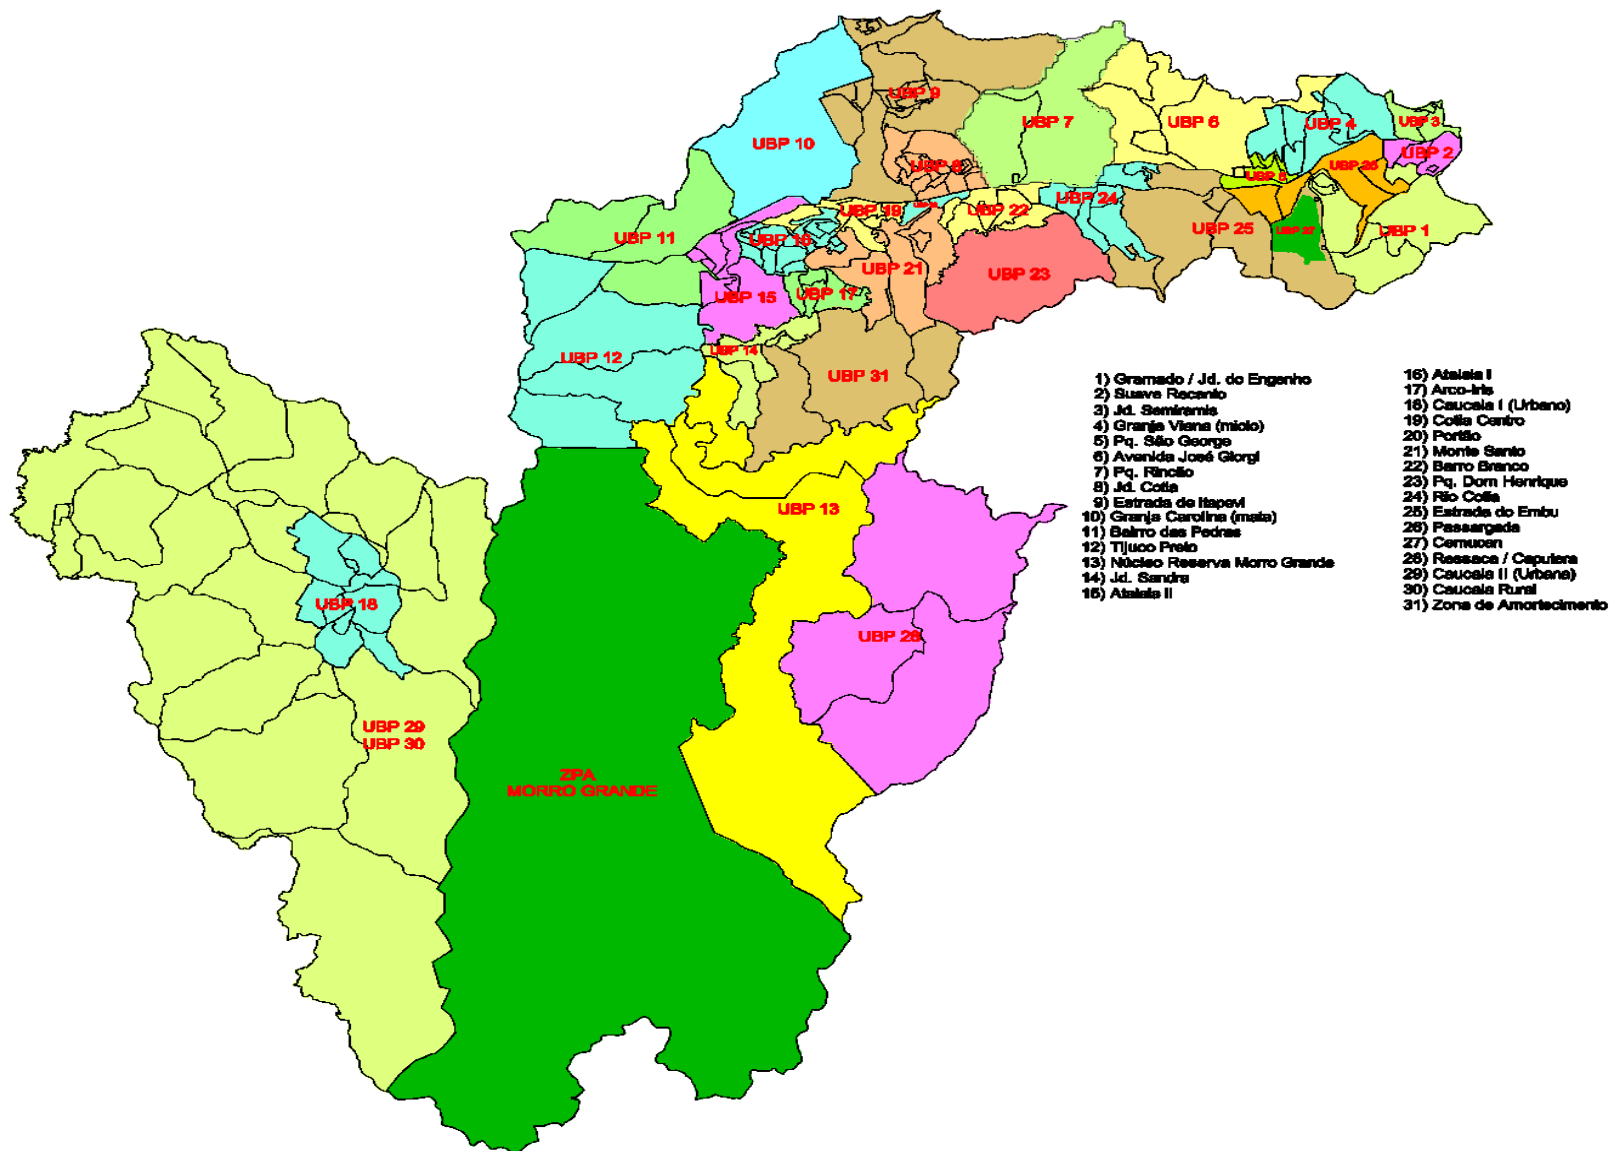 UBP 9
UBP 7
UBP 6
UBP 4
UBP 3
UBP 10
UBP 8
UBP 26
UBP 2
UBP 5
UBP 24
UBP 19
UBP 22
UBP 11
UBP 16
UBP 25
UBP 27
UBP 1
UBP 21
UBP 23
UBP 15
UBP 17
UBP 14
UBP 12
UBP 31
UBP 13
UBP 18
UBP 28
UBP 29
UBP 30
ZPA
MORRO GRANDE
1) Gramado / Jd. do Engenho
2) Suave Recanto
3) Jd. Semiramis
4) Granja Viana (miolo)
5) Pq. São George
6) Avenida José Giorgi
7) Pq. Rincão
8) Jd. Cotia
9) Estrada de Itapevi
10) Granja Carolina (mata)
11) Bairro das Pedras
12) Tijuco Preto
13) Núcleo Reserva Morro Grande
14) Jd. Sandra
15) Atalaia II
16) Atalaia I
17) Arco-Iris
18) Caucaia I (Urbano)
19) Cotia Centro
20) Portão
21) Monte Santo
22) Barro Branco
23) Pq. Dom Henrique
24) Rio Cotia
25) Estrada do Embu
26) Passargada
27) Cemucam
28) Ressaca / Caputera
29) Caucaia II (Urbana)
30) Caucaia Rural
31) Zona de Amortecimento